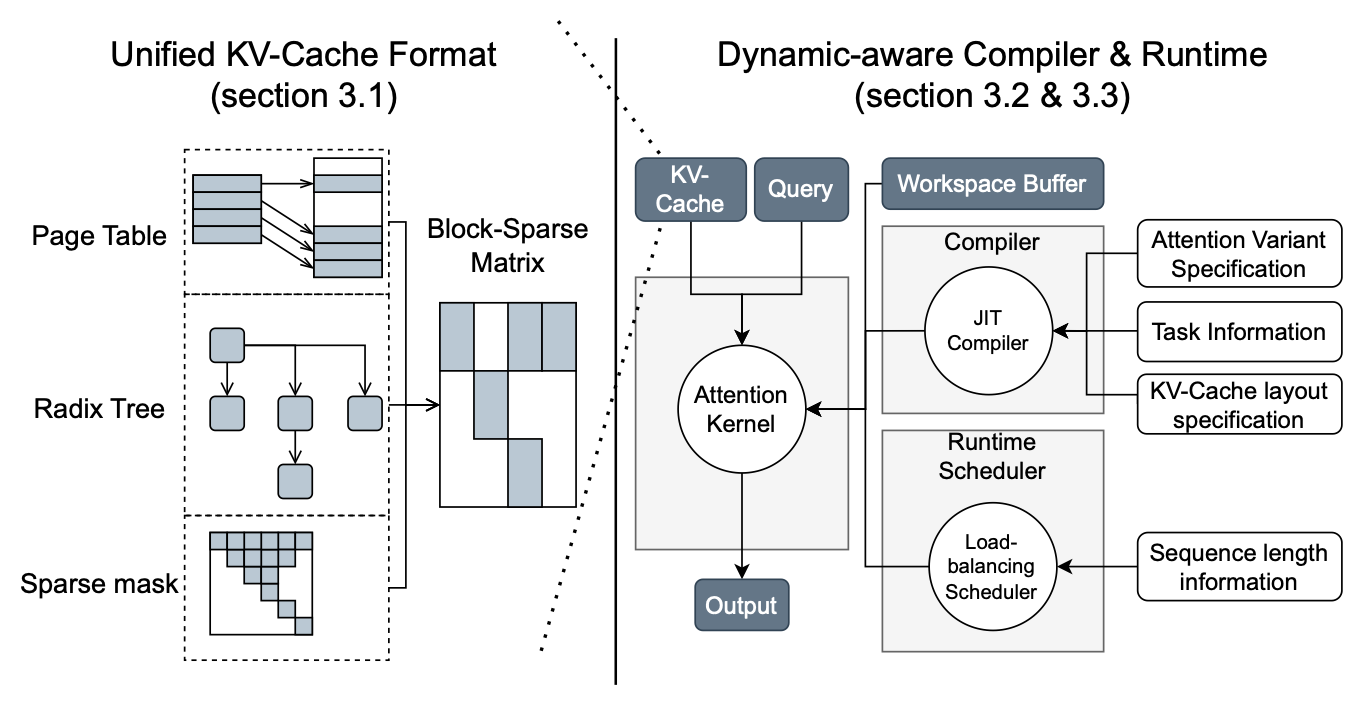 Unified KV-Cache Format
(section 3.1)
Page Table
Radix Tree
Sparse mask
Block-Sparse
Matrix
Dynamic-aware Compiler & Runtime
(section 3.2 & 3.3)
KV-
Cache
Query
Workspace Buffer
Attention
Kernel
Output
Compiler
JIT
Compiler
Attention Variant
Specification
Task Information
KV-Cache layout
specification
Runtime
Scheduler
Load-
balancing
Scheduler
Sequence length
information